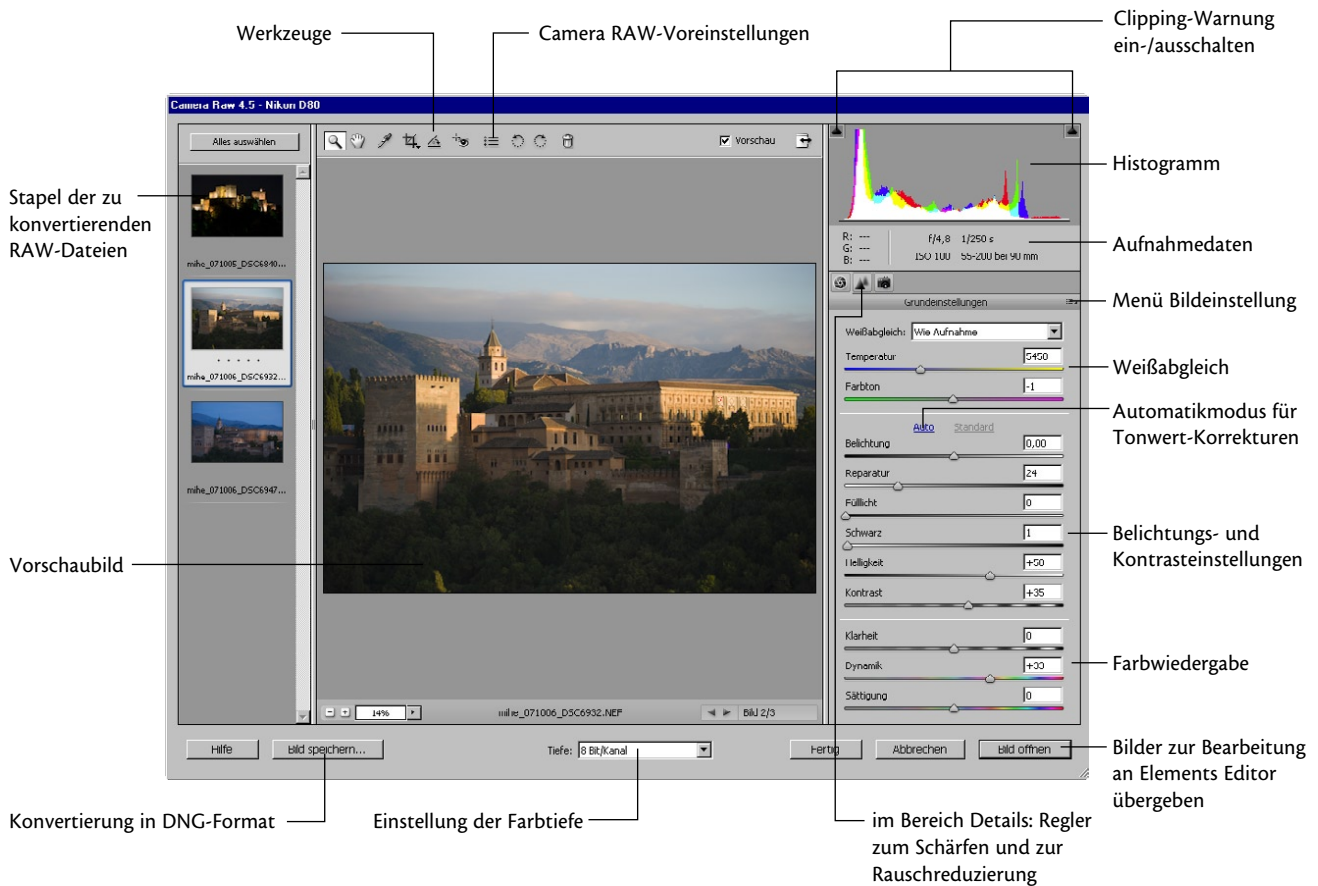 Werkzeuge
Camera RAW-Voreinstellungen
Clipping-Warnung
ein-/ausschalten
Camera Raw 4.5 - Nikon D80
Alles auswählen
Vorschau
Histogramm
Stapel der zu
konvertierenden
RAW-Dateien
R: ---
G: ---
B: ---
f/4,8 1/250 s
ISO 100 55-200 bei 90 mm
Aufnahmedaten
mihe_071005_DSC6840...
Grundeinstellungen
Menü Bildeinstellung
Weißabgleich: Wie Aufnahme
Temperatur 5450
Weißabgleich
mihe_071006_DSC6932...
Farbton -1
Auto Standard
Automatikmodus für
Tonwert-Korrekturen
Belichtung 0,00
Reparatur 24
mihe_071006_DSC6947...
Fülllicht 0
Schwarz 1
Belichtungs- und
Kontrasteinstellungen
Vorschaubild
Helligkeit +50
Kontrast +35
Klarheit 0
Dynamik +33
Farbwiedergabe
Sättigung 0
14%
mihe_071006_DSC6932.NEF
Bild 2/3
Hilfe
Bild speichern...
Tiefe: 8 Bit/Kanal
Fertig
Abbrechen
Bild öffnen
Bilder zur Bearbeitung
an Elements Editor
übergeben
Konvertierung in DNG-Format
Einstellung der Farbtiefe
im Bereich Details: Regler
zum Schärfen und zur
Rauschreduzierung